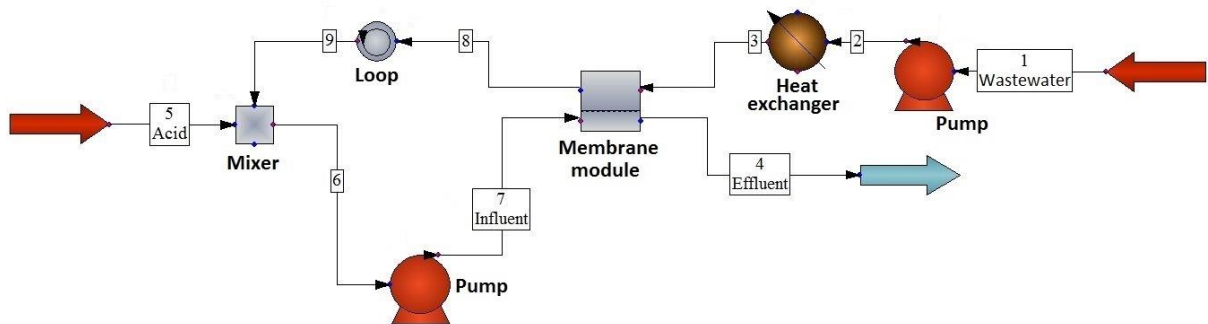 9
8
3
2
1
Wastewater
Loop
Heat
exchanger
Pump
5
Acid
Mixer
Membrane
module
4
Effluent
6
7
Influent
Pump